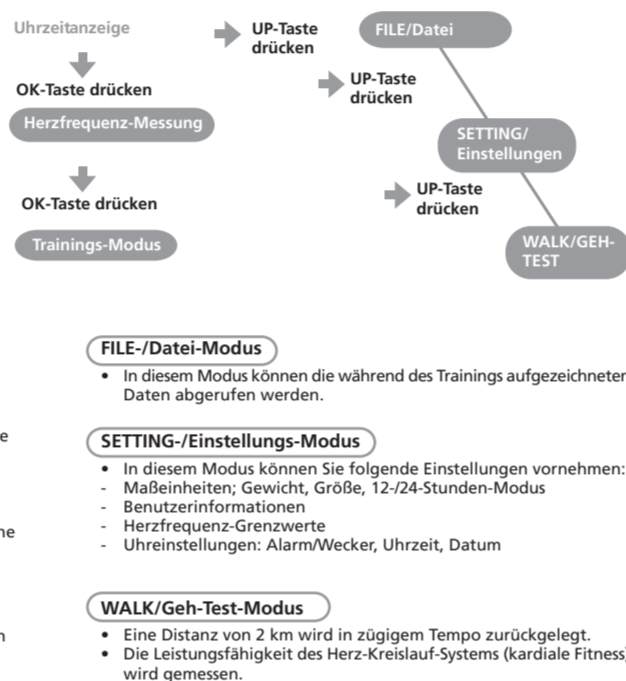 Uhrzeitanzeige
UP-Taste
drücken
FILE/Datei
OK-Taste drücken
UP-Taste
drücken
Herzfrequenz-Messung
SETTING/
Einstellungen
OK-Taste drücken
UP-Taste
drücken
Trainings-Modus
WALK/GEH-
TEST
FILE-/Datei-Modus
• In diesem Modus können die während des Trainings aufgezeichneten
Daten abgerufen werden.
SETTING-/Einstellungs-Modus
• In diesem Modus können Sie folgende Einstellungen vornehmen:
- Maßeinheiten; Gewicht, Größe, 12-/24-Stunden-Modus
- Benutzerinformationen
- Herzfrequenz-Grenzwerte
- Uhreinstellungen: Alarm/Wecker, Uhrzeit, Datum
WALK/Geh-Test-Modus
• Eine Distanz von 2 km wird in zügigem Tempo zurückgelegt.
• Die Leistungsfähigkeit des Herz-Kreislauf-Systems (kardiale Fitness)
wird gemessen.